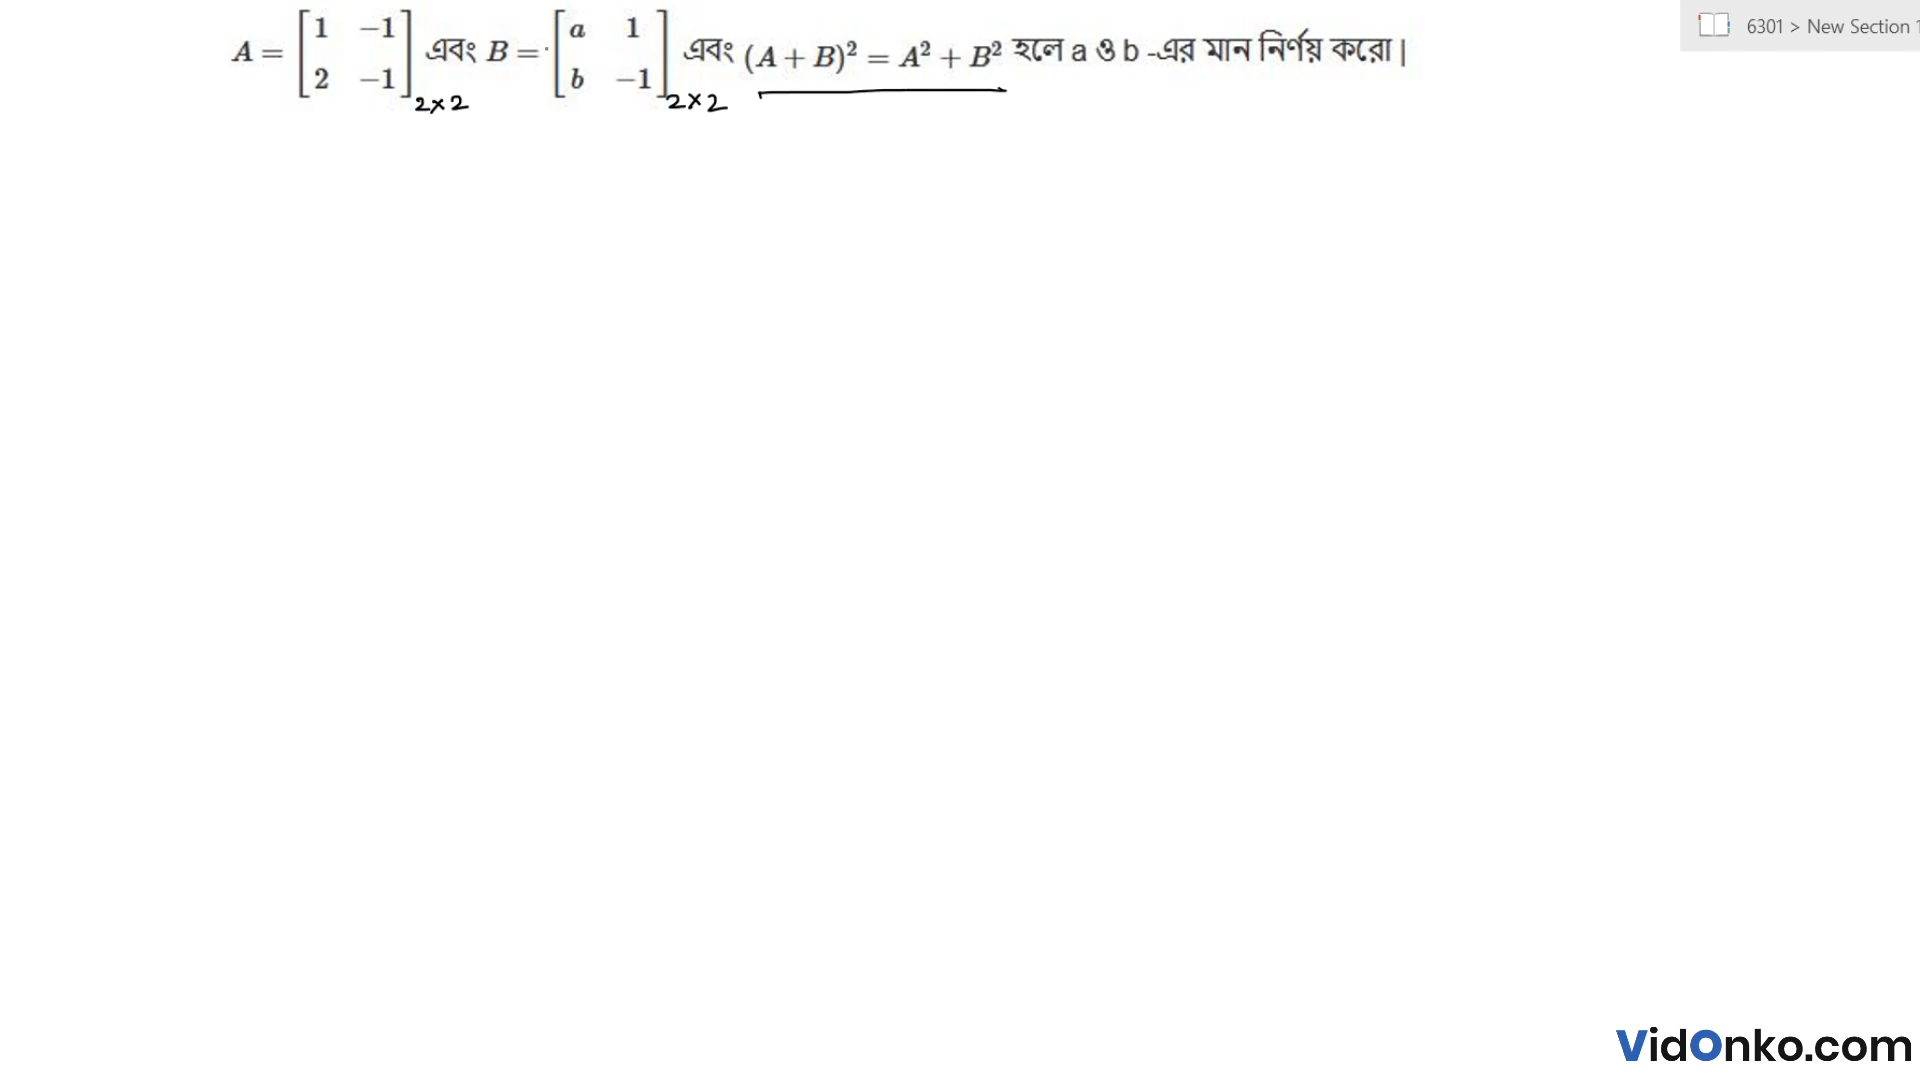 A = [1 -1 2 -1] 2×2 এবং B = [a 1 b -1] 2×2 এবং (A + B)² = A² + B² হলে a ও b -এর মান নির্ণয় করো |
6301 > New Section 1
VidOnko.com